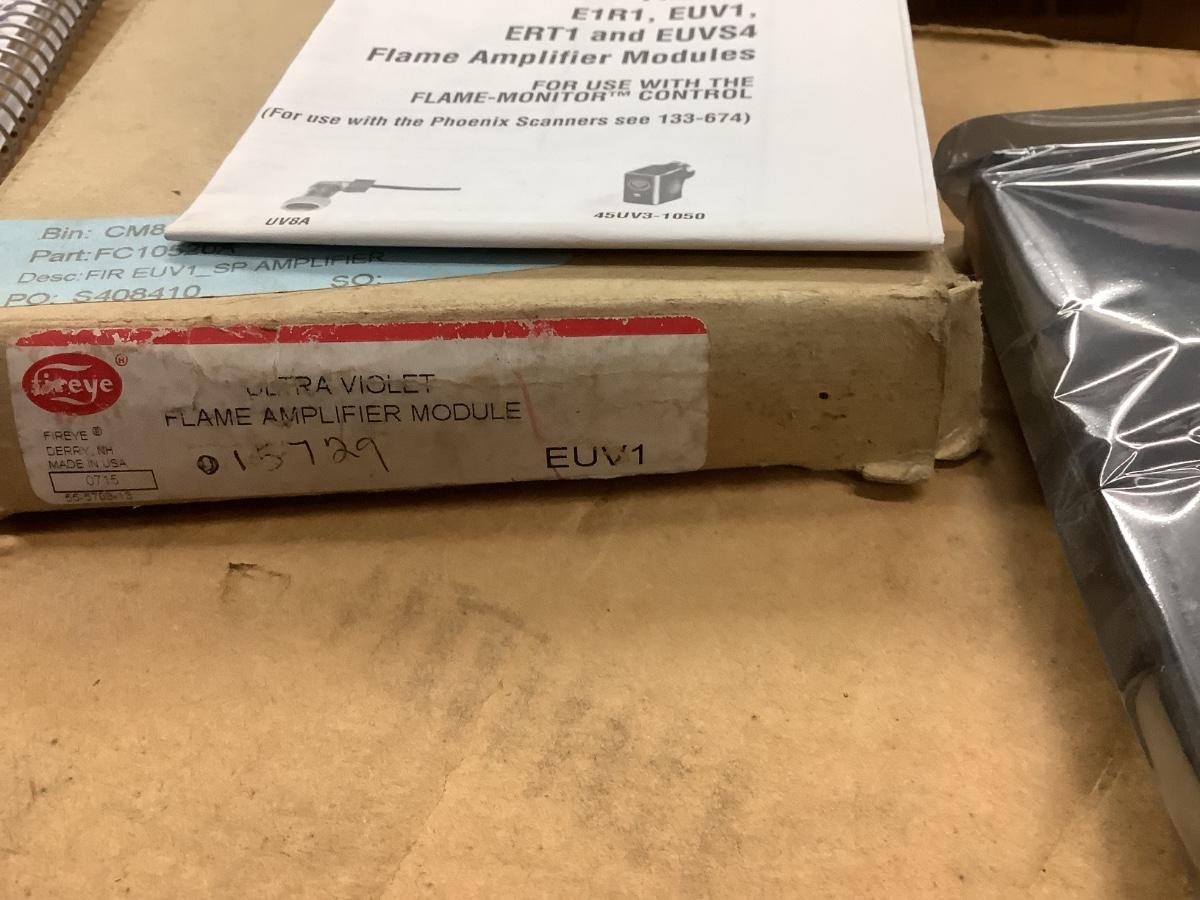 E1R1, EUV1,
ERT1 and EUVS4
Flame Amplifier Modules
FOR USE WITH THE
FLAME-MONITOR™ CONTROL
(For use with the Phoenix Scanners see 133-674)
UV8A
45UV3-1050
Bin: CM8
Part:FC10520A
Desc:FIR EUV1_SP AMPLIFIER
PO: S408410 SO:
fireye®
ULTRA VIOLET
FLAME AMPLIFIER MODULE
FIREYE®
DERRY, NH
MADE IN USA
0715
015729
EUV1